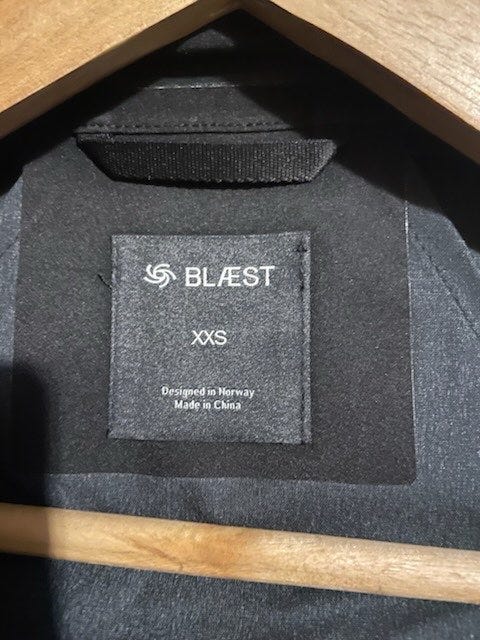 BLÆST
XXS
Designed in Norway
Made in China